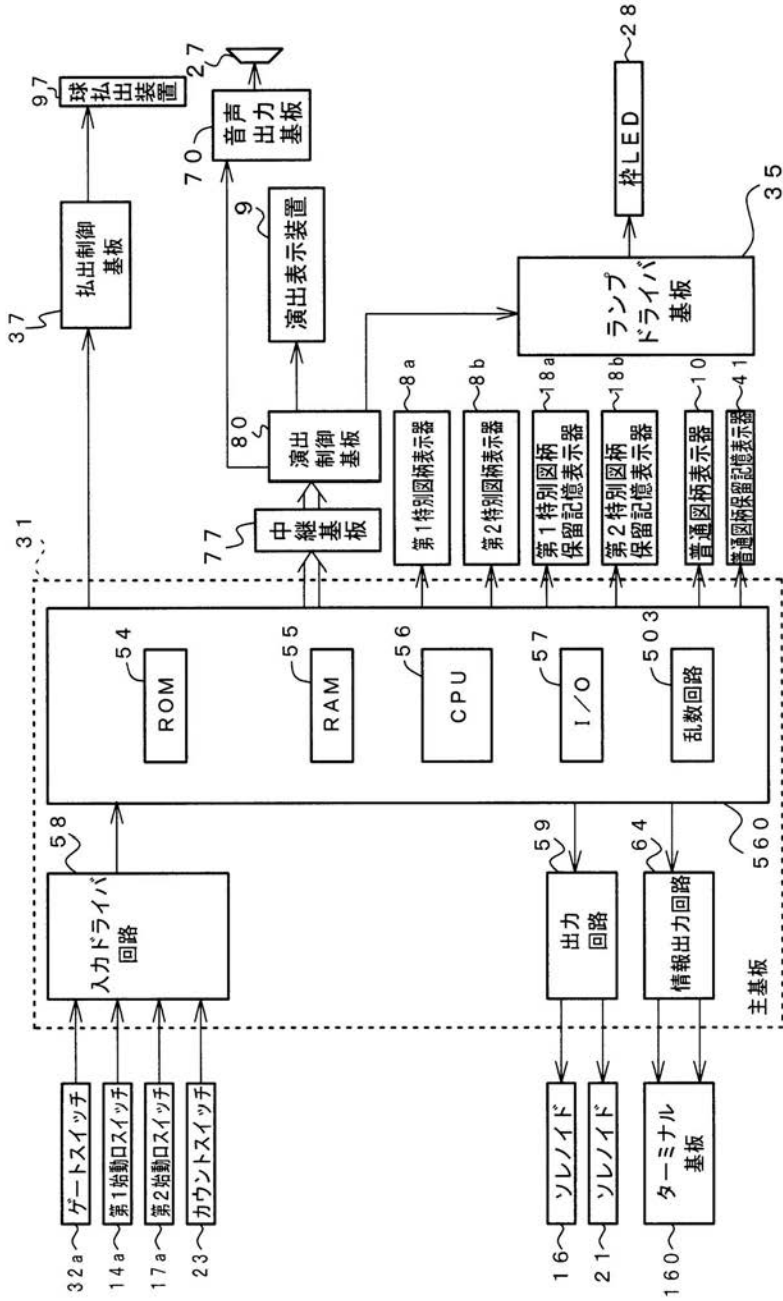 32a
ゲートスイッチ
14a
第1始動口スイッチ
17a
第2始動口スイッチ
23
カウントスイッチ
58
入力ドライバ
回路
31
54
ROM
55
RAM
56
CPU
57
I/O
503
乱数回路
560
59
出力
回路
64
情報出力回路
主基板
16
ソレノイド
21
ソレノイド
160
ターミナル
基板
37
払出制御
基板
97
球払出装置
77
中継基板
80
演出
制御
基板
9
演出表示装置
70
音声
出力
基板
27
第1特別図柄表示器
8a
第2特別図柄表示器
8b
第1特別図柄
保留記憶表示器
18a
第2特別図柄
保留記憶表示器
18b
普通図柄表示器
10
普通図柄保留記憶表示器
41
ランプ
ドライバ
基板
35
枠LED
28